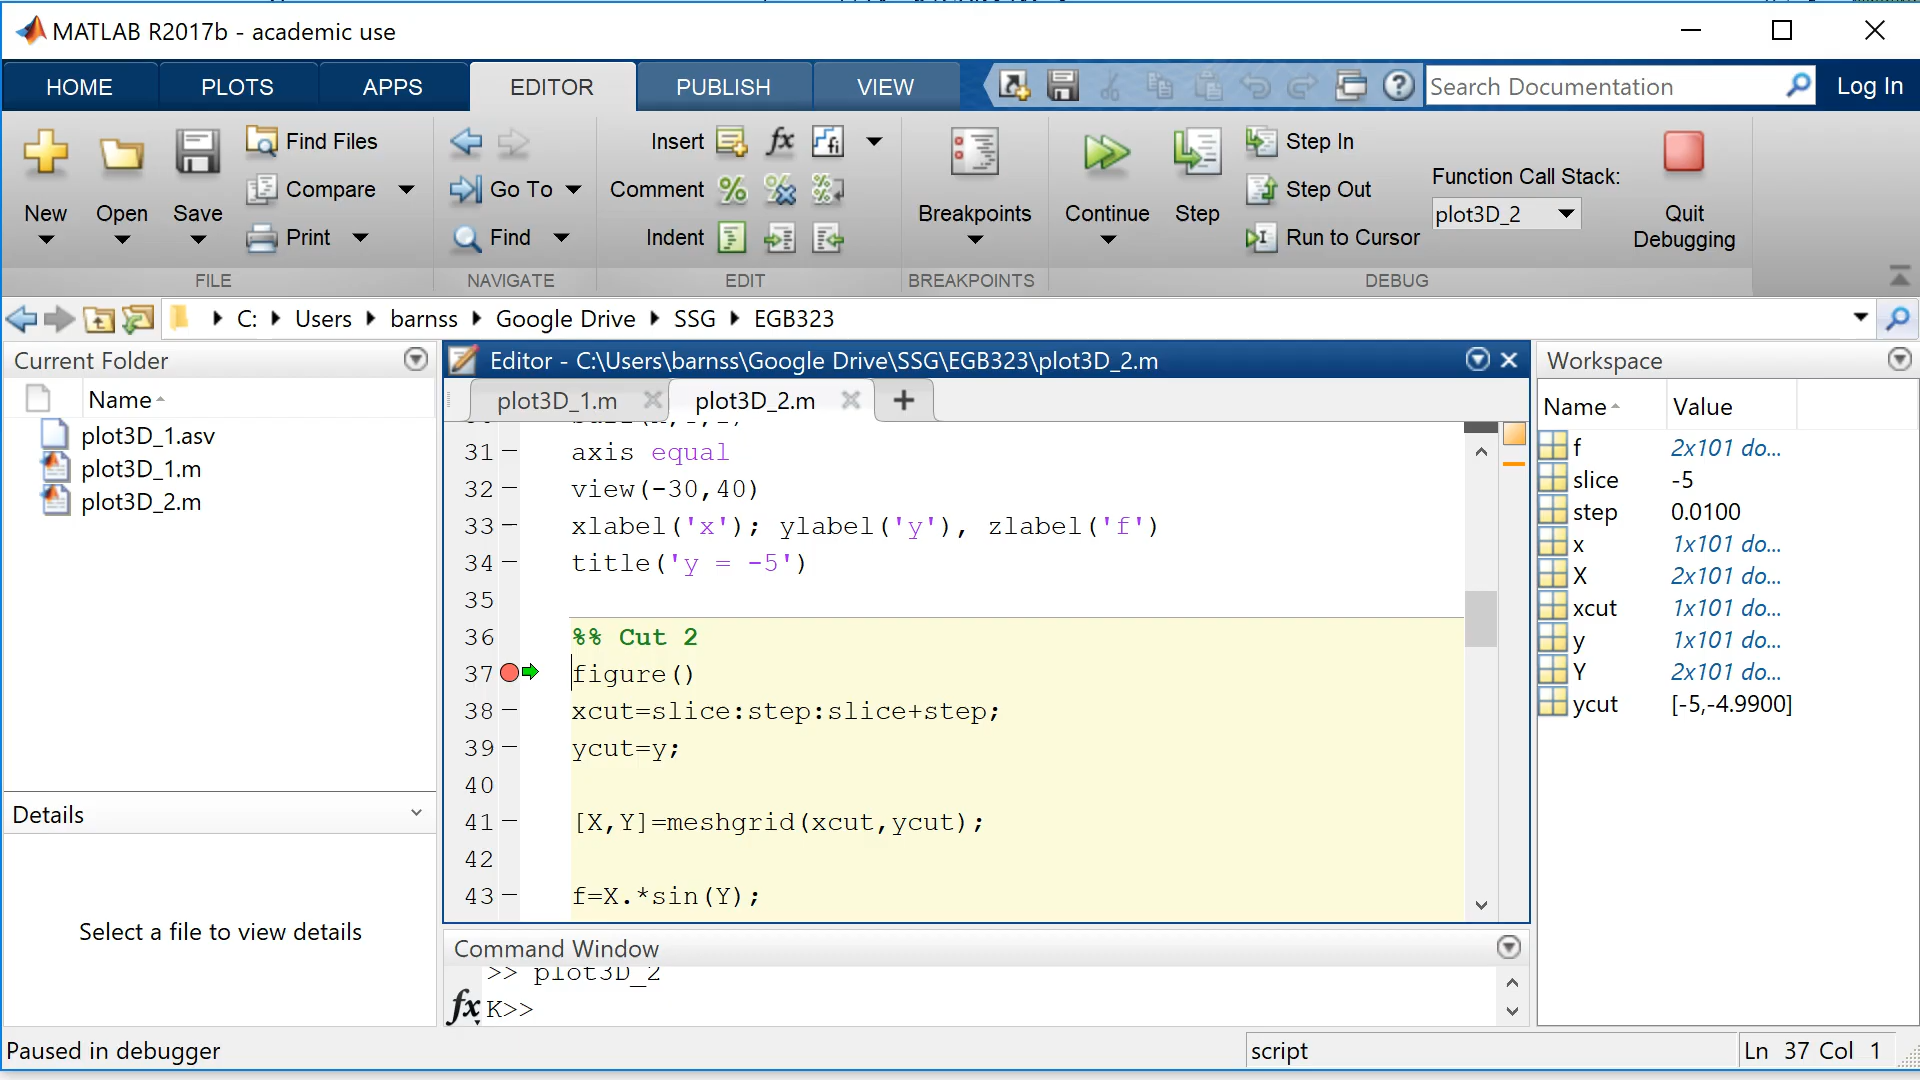 MATLAB R2017b - academic use
HOME PLOTS APPS EDITOR PUBLISH VIEW Search Documentation Log In
New
Open
Save
Find Files
Compare
Print
FILE
Go To
Find
NAVIGATE
Insert fx
Comment
Indent
EDIT
Breakpoints
BREAKPOINTS
Continue
Step
Step In
Step Out
Run to Cursor
Function Call Stack:
plot3D_2
Quit
Debugging
DEBUG
C: Users barnss Google Drive SSG EGB323
Current Folder
Name
plot3D_1.asv
plot3D_1.m
plot3D_2.m
Details
Select a file to view details
Editor - C:\Users\barnss\Google Drive\SSG\EGB323\plot3D_2.m
plot3D_1.m plot3D_2.m
31 axis equal
32 view(-30,40)
33 xlabel('x'); ylabel('y'), zlabel('f')
34 title('y = -5')
35
36 %% Cut 2
37 figure()
38 xcut=slice:step:slice+step;
39 ycut=y;
40
41 [X,Y]=meshgrid(xcut,ycut);
42
43 f=X.*sin(Y);
Command Window
>> plot3D_2
fx K>>
Workspace
Name Value
f 2x101 do...
slice -5
step 0.0100
x 1x101 do...
X 2x101 do...
xcut 1x101 do...
y 1x101 do...
Y 2x101 do...
ycut [-5,-4.9900]
Paused in debugger
script
Ln 37 Col 1